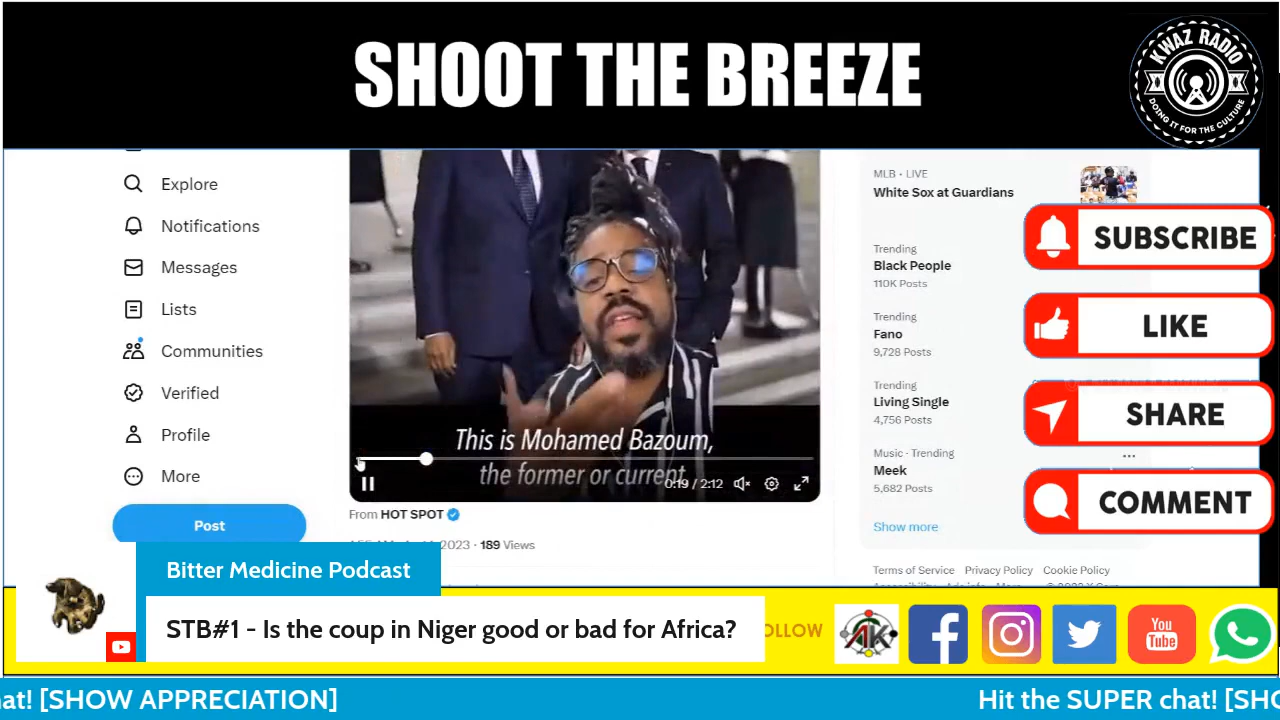 SHOOT THE BREEZE
KWAZ RADIO
DOING IT FOR THE CULTURE
Explore
Notifications
Messages
Lists
Communities
Verified
Profile
More
Post
This is Mohamed Bazoum,
the former or current
0:19 / 2:12
From HOT SPOT
2023 · 189 Views
MLB · LIVE
White Sox at Guardians
Trending
Black People
110K Posts
Trending
Fano
9,728 Posts
Trending
Living Single
4,756 Posts
Music · Trending
Meek
5,682 Posts
Show more
Terms of Service Privacy Policy Cookie Policy
SUBSCRIBE
LIKE
SHARE
COMMENT
Bitter Medicine Podcast
STB#1 - Is the coup in Niger good or bad for Africa?
OLLOW
AK
You
Tube
hat! [SHOW APPRECIATION]
Hit the SUPER chat! [SHO